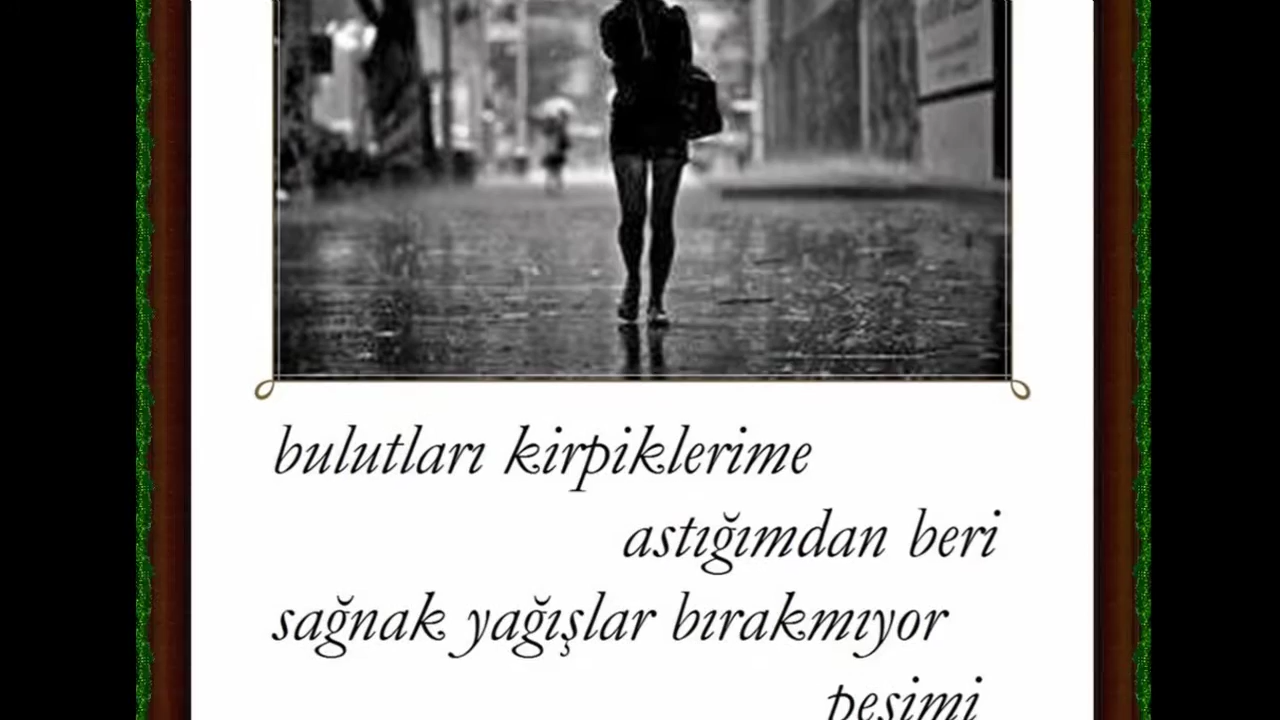 bulutları kirpiklerime
astığımdan beri
sağnak yağışlar bırakmıyor
peşimi